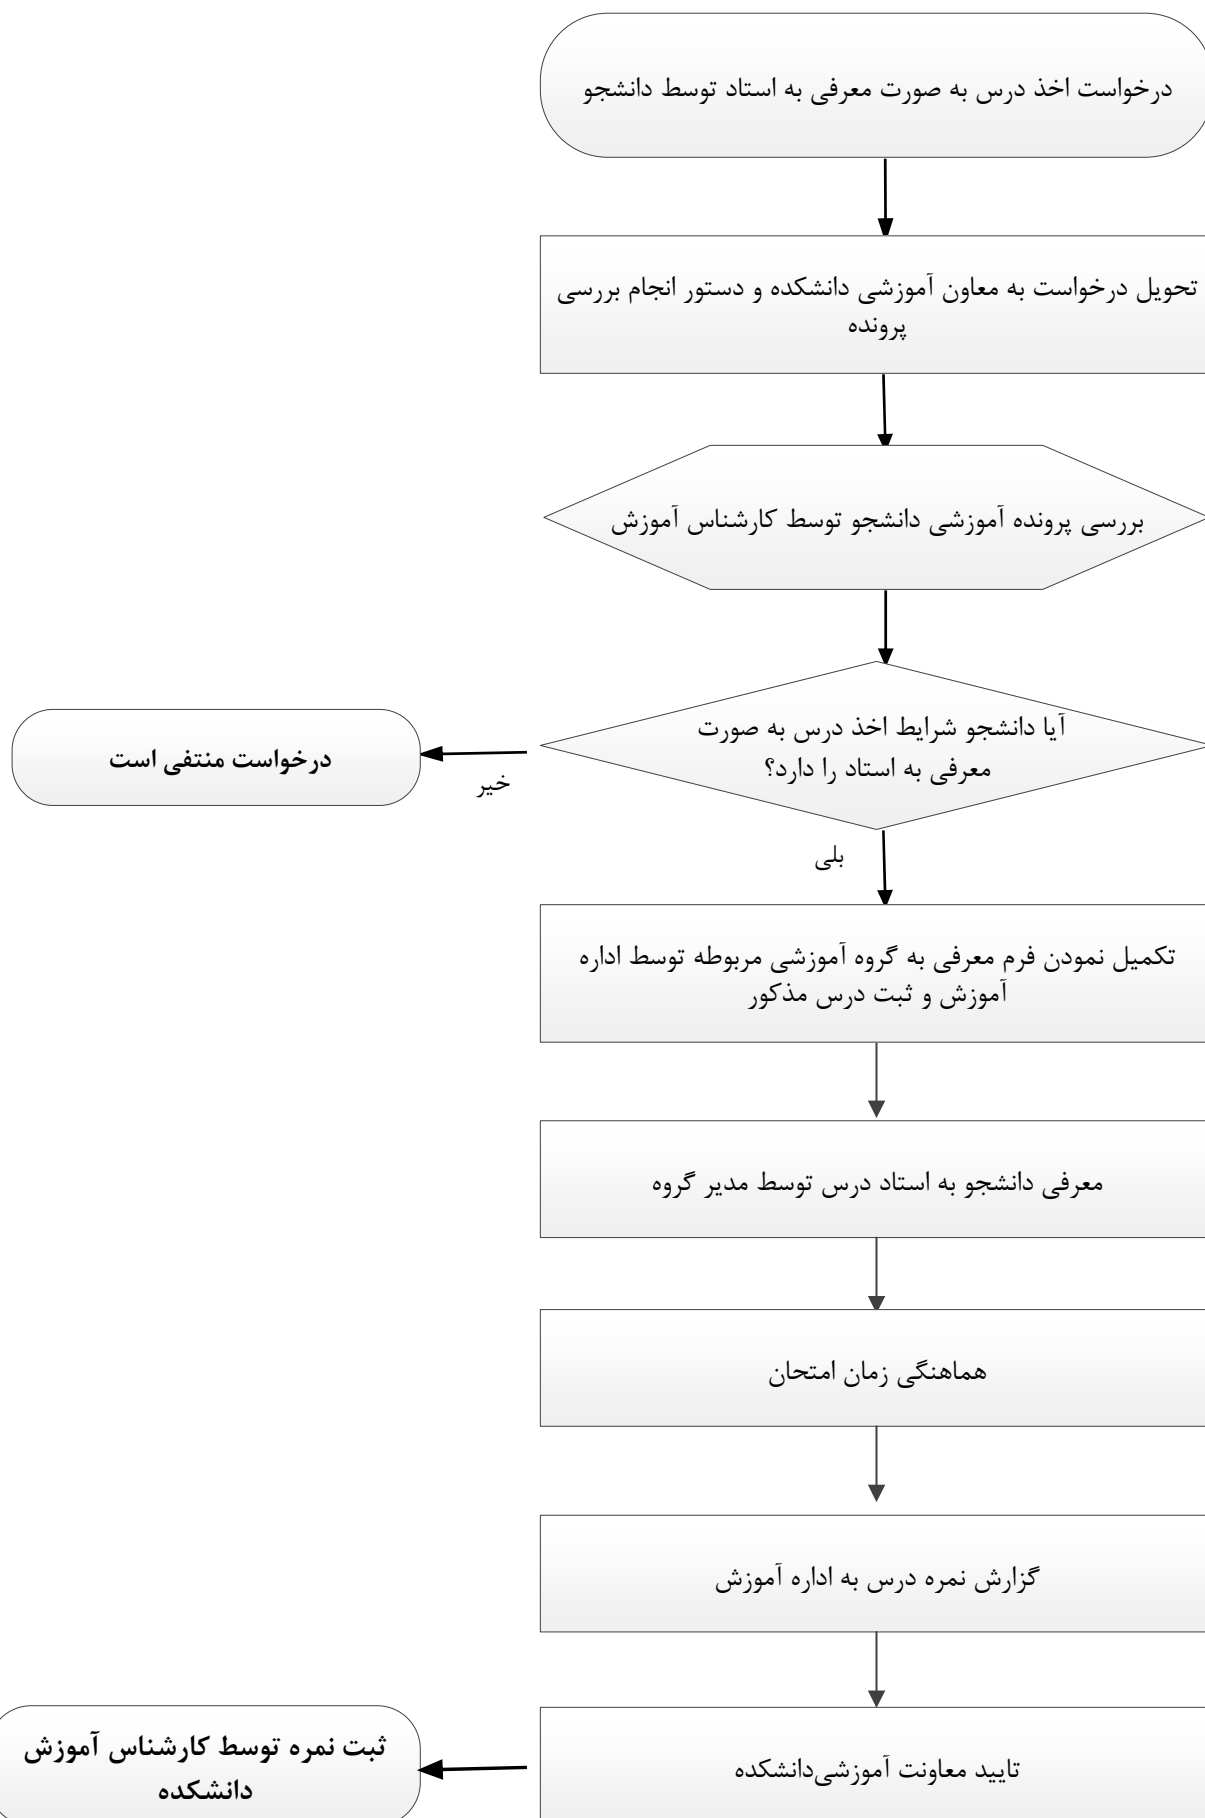 درخواست اخذ درس به صورت معرفی به استاد توسط دانشجو
تحویل درخواست به معاون آموزشی دانشکده و دستور انجام بررسی
پرونده
بررسی پرونده آموزشی دانشجو توسط کارشناس آموزش
آیا دانشجو شرایط اخذ درس به صورت
معرفی به استاد را دارد؟
خیر
درخواست منتفی است
بلی
تکمیل نمودن فرم معرفی به گروه آموزشی مربوطه توسط اداره
آموزش و ثبت درس مذکور
معرفی دانشجو به استاد درس توسط مدیر گروه
هماهنگی زمان امتحان
گزارش نمره درس به اداره آموزش
تایید معاونت آموزشی‌دانشکده
ثبت نمره توسط کارشناس آموزش
دانشکده